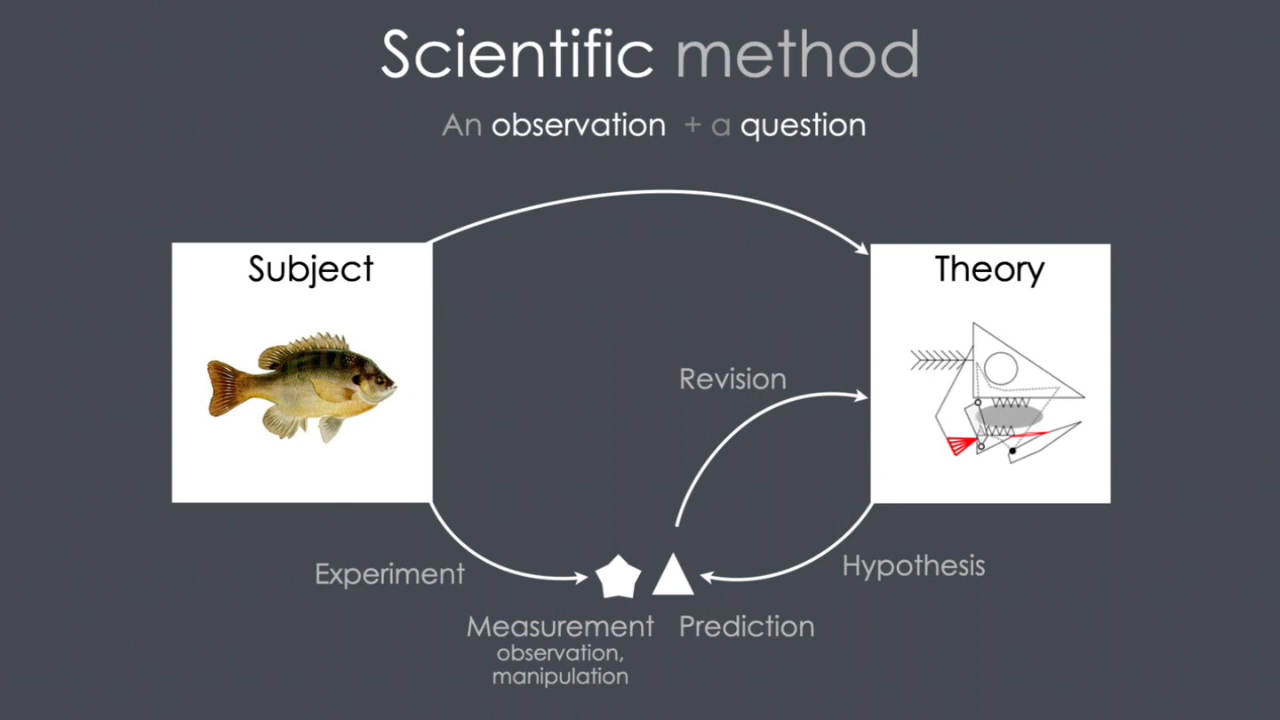 Scientific method
An observation + a question
Subject
Theory
Revision
Experiment
Hypothesis
Measurement
Prediction
observation,
manipulation